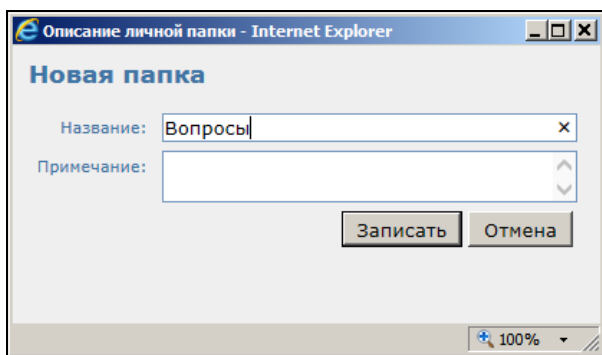 Описание личной папки - Internet Explorer
Новая папка
Название: Вопросы
Примечание:
Записать Отмена
100%